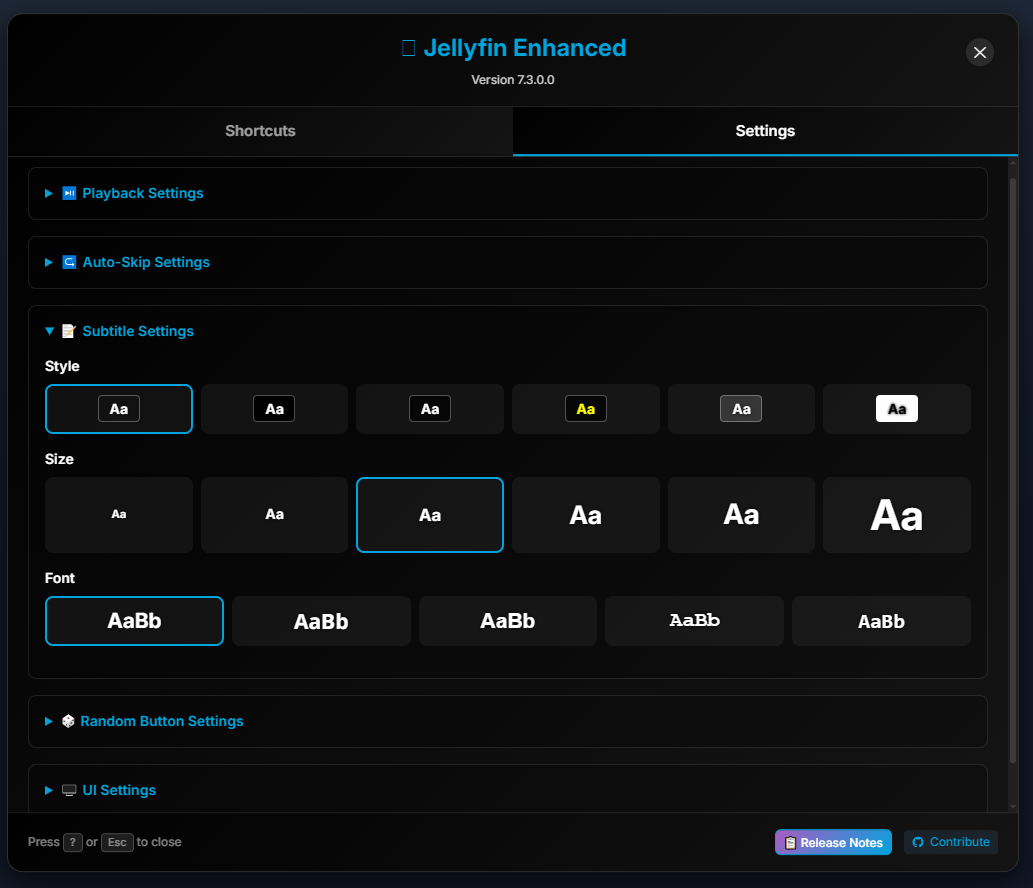 Jellyfin Enhanced
Version 7.3.0.0
Shortcuts
Settings
Playback Settings
Auto-Skip Settings
Subtitle Settings
Style
Aa Aa Aa Aa Aa Aa
Size
Aa Aa Aa Aa Aa Aa
Font
AaBb AaBb AaBb AaBb AaBb
Random Button Settings
UI Settings
Press ? or Esc to close
Release Notes
Contribute